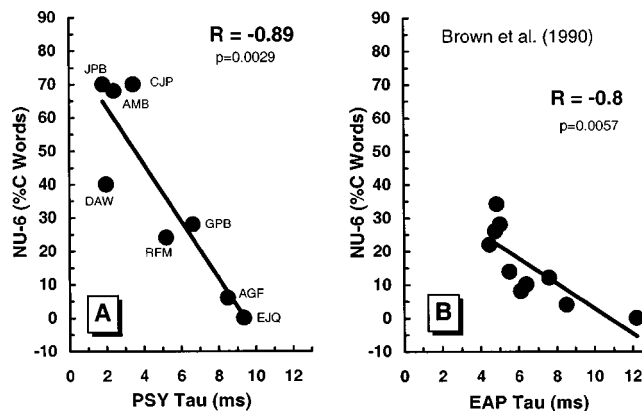 90
80
70
60
50
40
30
20
10
0
-10
NU-6 (%C Words)
R = -0.89
p=0.0029
JPB
CJP
AMB
DAW
GPB
RFM
AGF
EJQ
A
0 2 4 6 8 10 12
PSY Tau (ms)
90
80
70
60
50
40
30
20
10
0
-10
NU-6 (%C Words)
Brown et al. (1990)
R = -0.8
p=0.0057
B
0 2 4 6 8 10 12
EAP Tau (ms)